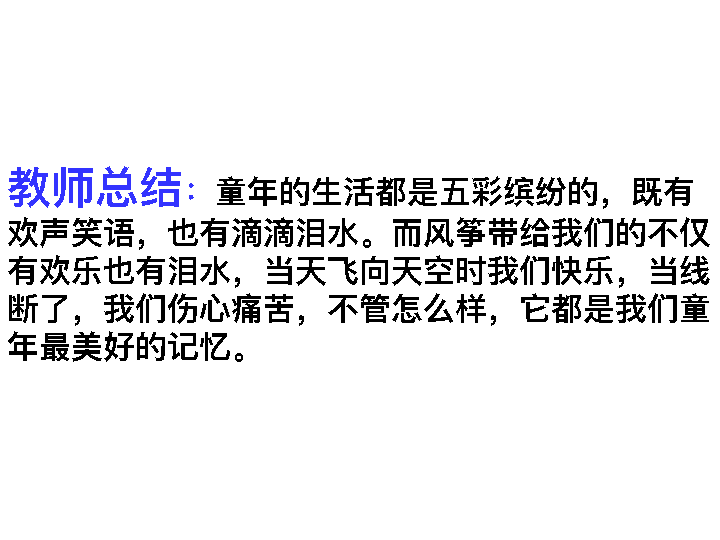 教师总结：童年的生活都是五彩缤纷的，既有
欢声笑语，也有滴滴泪水。而风筝带给我们的不仅
有欢乐也有泪水，当天飞向天空时我们快乐，当线
断了，我们伤心痛苦，不管怎么样，它都是我们童
年最美好的记忆。